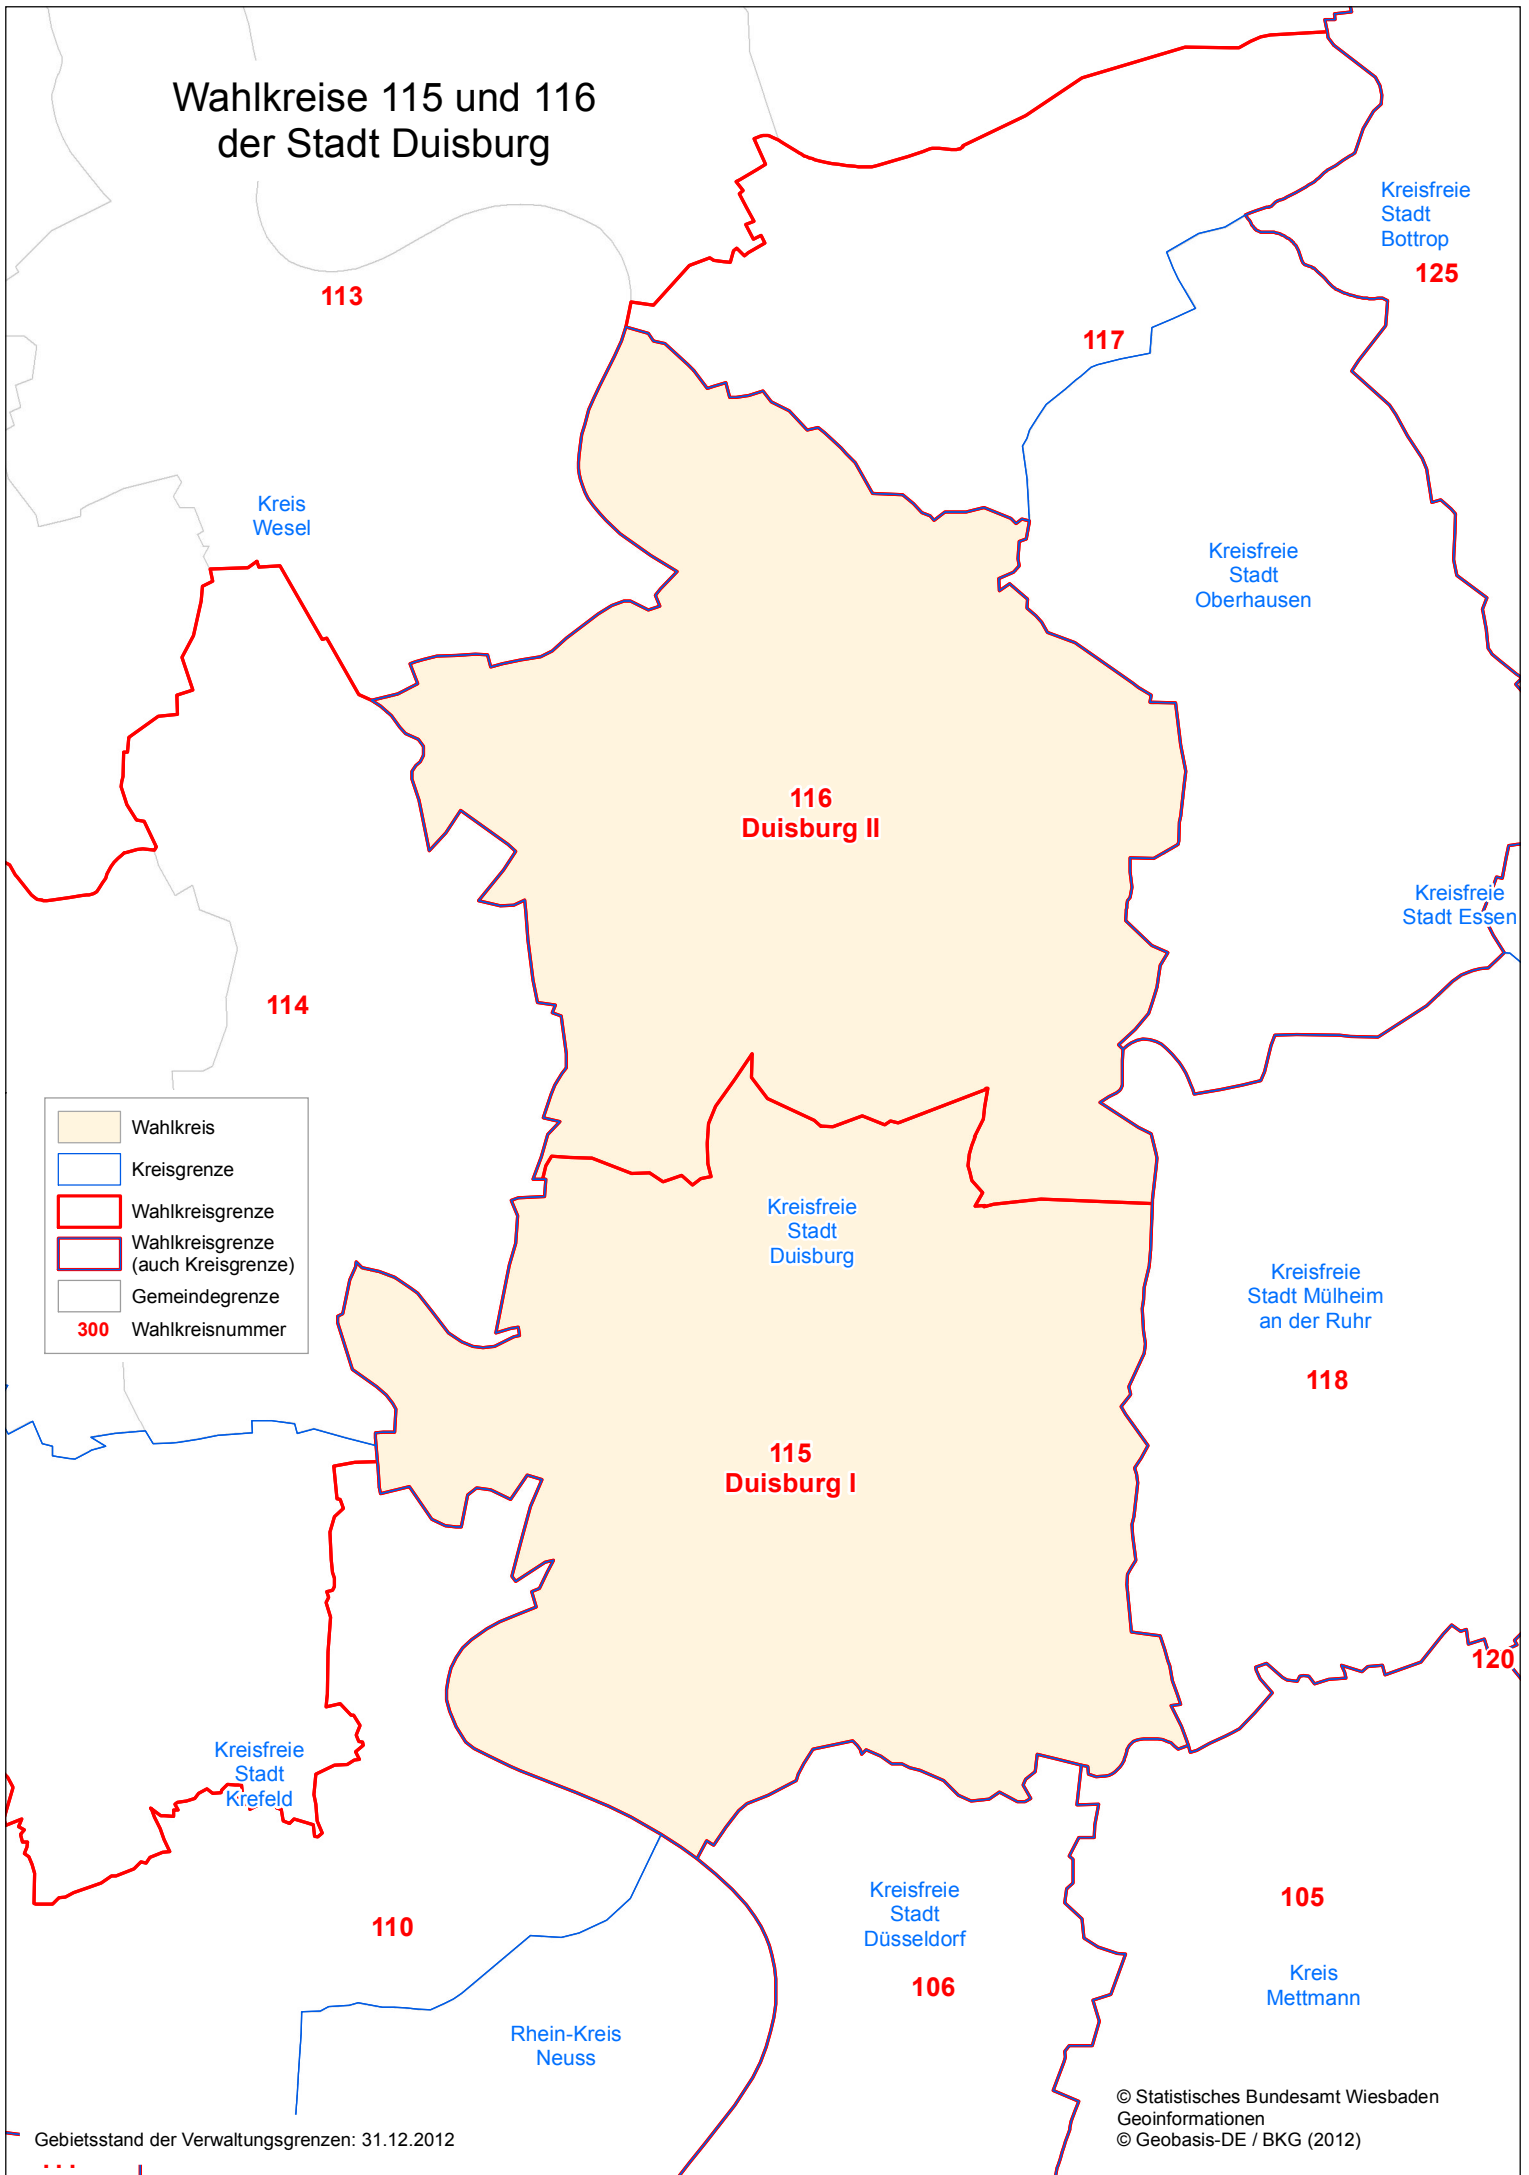 Wahlkreise 115 und 116
der Stadt Duisburg
Kreisfreie
Stadt
Bottrop
125
113
117
Kreis
Wesel
Kreisfreie
Stadt
Oberhausen
116
Duisburg II
Kreisfreie
Stadt Essen
114
Wahlkreis
Kreisgrenze
Wahlkreisgrenze
Wahlkreisgrenze
(auch Kreisgrenze)
Gemeindegrenze
300 Wahlkreisnummer
Kreisfreie
Stadt
Duisburg
Kreisfreie
Stadt Mülheim
an der Ruhr
118
115
Duisburg I
120
Kreisfreie
Stadt
Krefeld
110
Kreisfreie
Stadt
Düsseldorf
106
105
Kreis
Mettmann
Rhein-Kreis
Neuss
© Statistisches Bundesamt Wiesbaden
Geoinformationen
© Geobasis-DE / BKG (2012)
Gebietsstand der Verwaltungsgrenzen: 31.12.2012